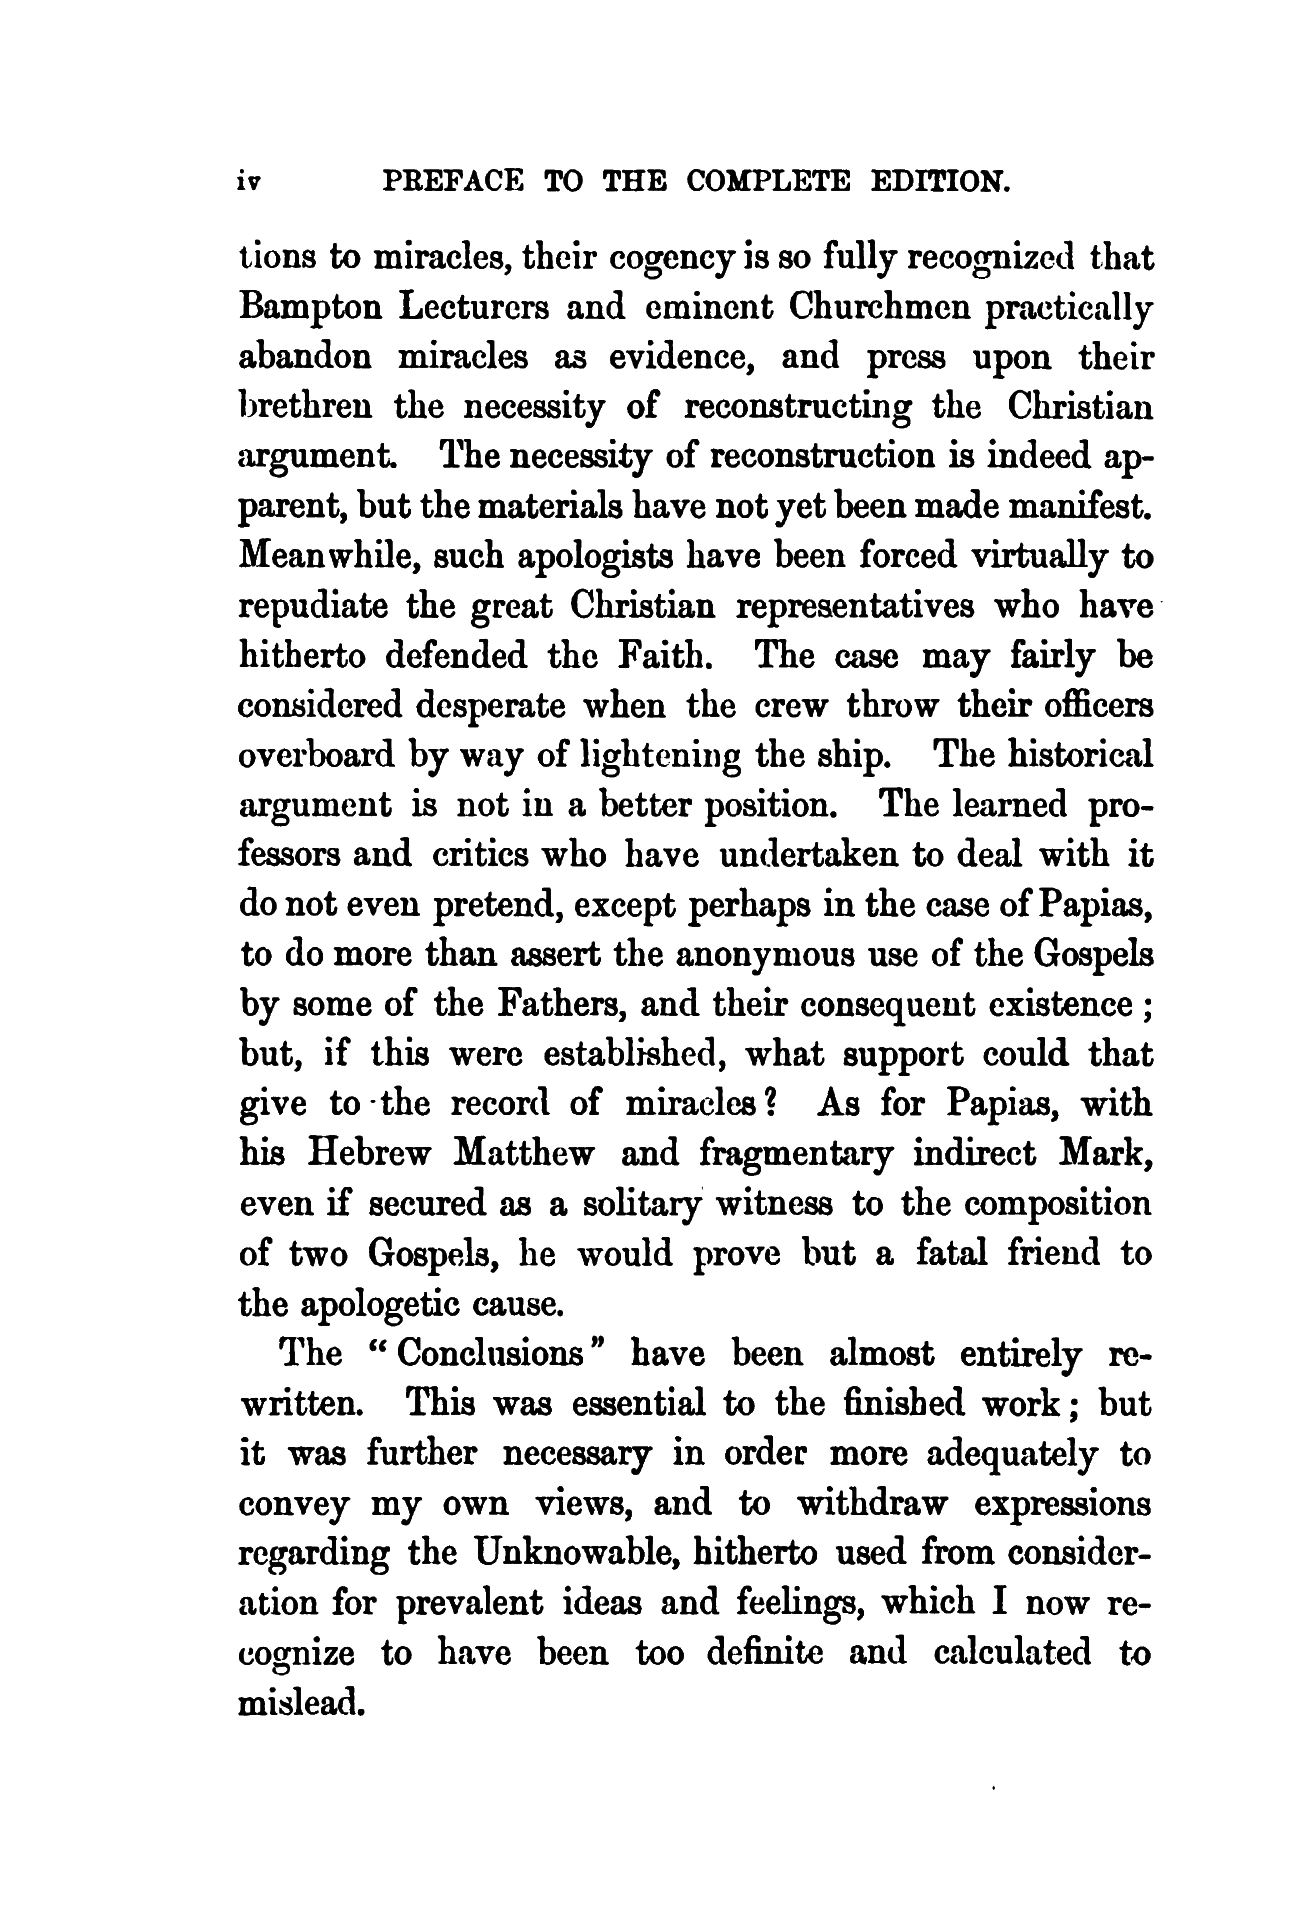 iv PREFACE TO THE COMPLETE EDITION.
tions to miracles, their cogency is so fully recognized that
Bampton Lecturers and eminent Churchmen practically
abandon miracles as evidence, and press upon their
brethren the necessity of reconstructing the Christian
argument. The necessity of reconstruction is indeed ap-
parent, but the materials have not yet been made manifest.
Meanwhile, such apologists have been forced virtually to
repudiate the great Christian representatives who have
hitherto defended the Faith. The case may fairly be
considered desperate when the crew throw their officers
overboard by way of lightening the ship. The historical
argument is not in a better position. The learned pro-
fessors and critics who have undertaken to deal with it
do not even pretend, except perhaps in the case of Papias,
to do more than assert the anonymous use of the Gospels
by some of the Fathers, and their consequent existence;
but, if this were established, what support could that
give to the record of miracles? As for Papias, with
his Hebrew Matthew and fragmentary indirect Mark,
even if secured as a solitary witness to the composition
of two Gospels, he would prove but a fatal friend to
the apologetic cause.
The "Conclusions" have been almost entirely re-
written. This was essential to the finished work; but
it was further necessary in order more adequately to
convey my own views, and to withdraw expressions
regarding the Unknowable, hitherto used from consider-
ation for prevalent ideas and feelings, which I now re-
cognize to have been too definite and calculated to
mislead.